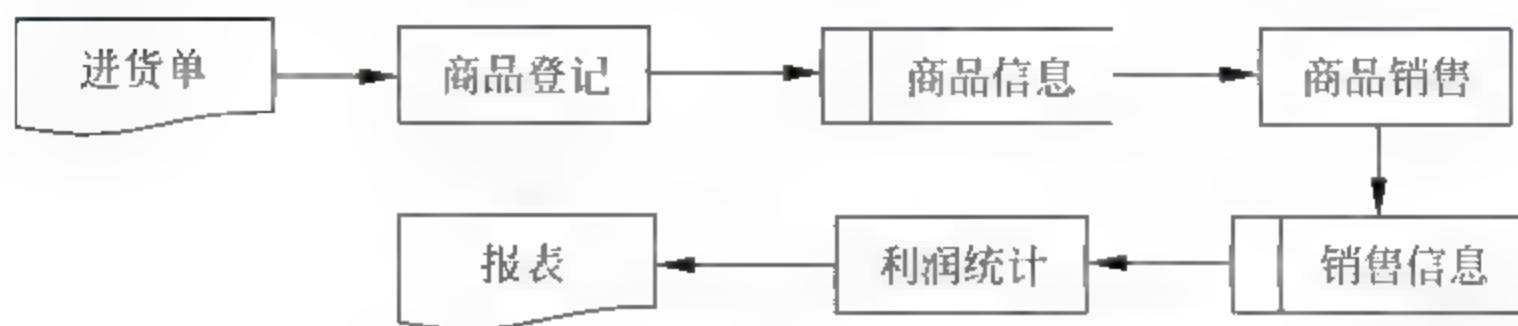 进货单
商品登记
商品信息
商品销售
报表
利润统计
销售信息